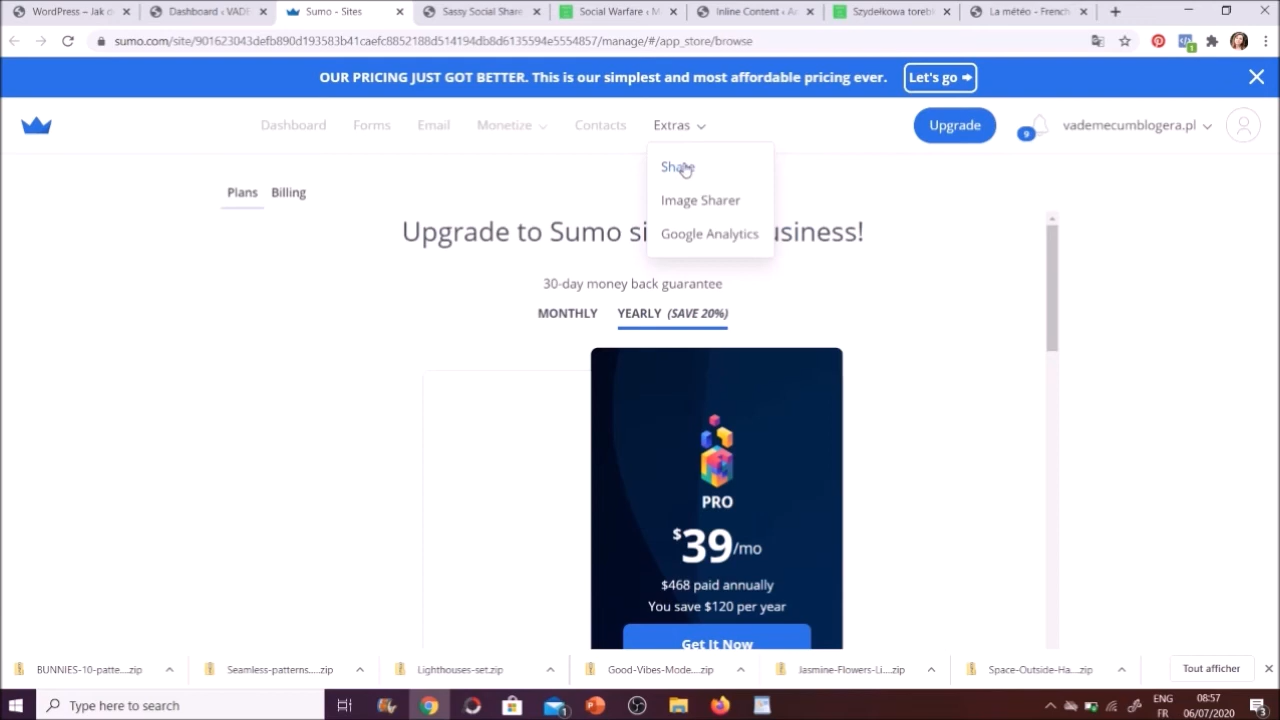 WordPress – Jak d
Dashboard ‹ VADE
Sumo - Sites
Sassy Social Share
Social Warfare ‹ M
Inline Content ‹ A
Szydełkowa toreb
La météo - French
sumo.com/site/901623043defb890d193583b41caefc8852188d514194db8d6135594e5554857/manage/#/app_store/browse
OUR PRICING JUST GOT BETTER. This is our simplest and most affordable pricing ever. Let's go
Dashboard Forms Email Monetize Contacts Extras Upgrade 9 vademecumblogera.pl
Share
Image Sharer
Google Analytics
Plans Billing
Upgrade to Sumo si usiness!
30-day money back guarantee
MONTHLY YEARLY (SAVE 20%)
PRO
$39/mo
$468 paid annually
You save $120 per year
Get It Now
BUNNIES-10-patte....zip
Seamless-patterns.....zip
Lighthouses-set.zip
Good-Vibes-Mode....zip
Jasmine-Flowers-Li....zip
Space-Outside-Ha....zip
Tout afficher
Type here to search
1
ENG
FR
08:57
06/07/2020
3